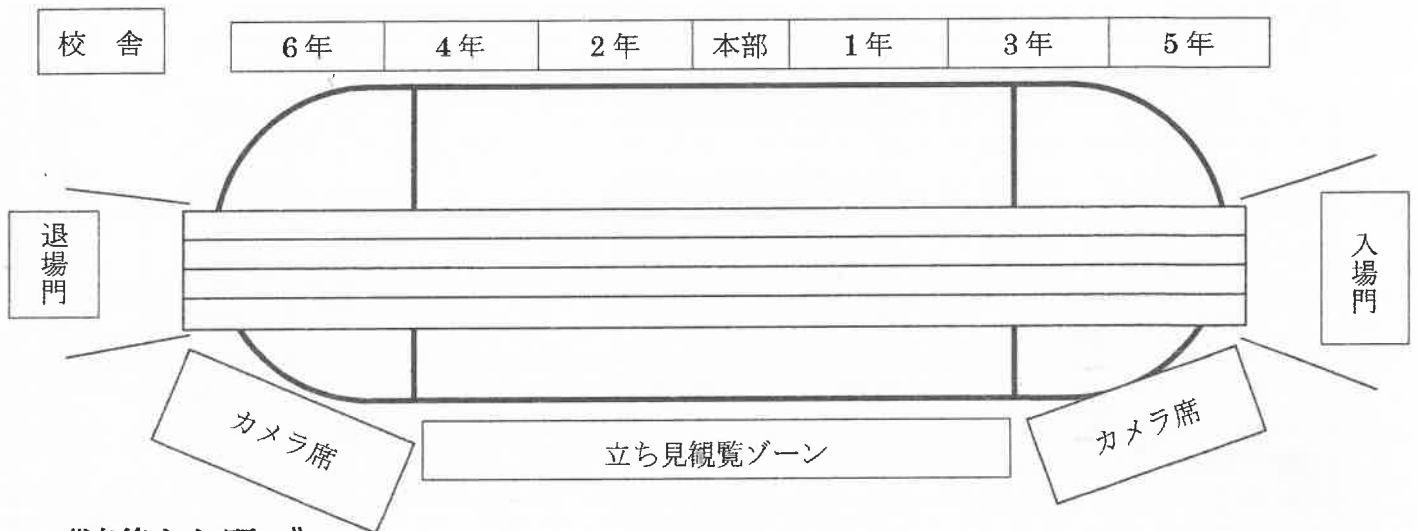 校 舎
6年 4年 2年 本部 1年 3年 5年
退場門
入場門
カメラ席
立ち見観覧ゾーン
カメラ席